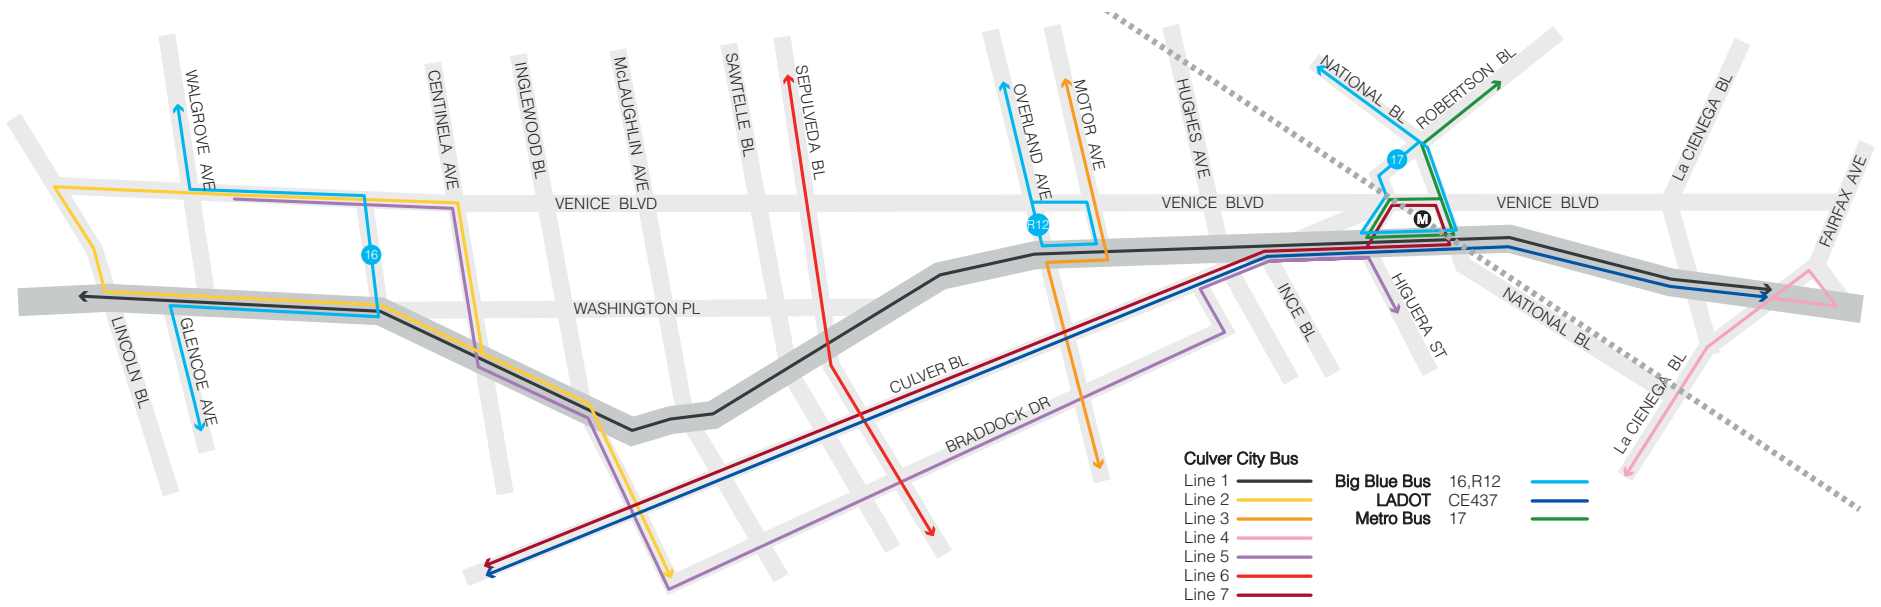 WALGROVE AVE
CENTINELA AVE
INGLEWOOD BL
McLAUGHLIN AVE
SAWTELLE BL
SEPULVEDA BL
OVERLAND AVE
MOTOR AVE
HUGHES AVE
NATIONAL BL
ROBERTSON BL
La CIENEGA BL
FAIRFAX AVE
17
VENICE BLVD
VENICE BLVD
VENICE BLVD
R12
M
16
WASHINGTON PL
LINCOLN BL
GLENCOE AVE
CULVER BL
BRADDOCK DR
INCE BL
HIGUERA ST
NATIONAL BL
La CIENEGA BL
Culver City Bus
Line 1
Line 2
Line 3
Line 4
Line 5
Line 6
Line 7
Big Blue Bus 16,R12
LADOT CE437
Metro Bus 17